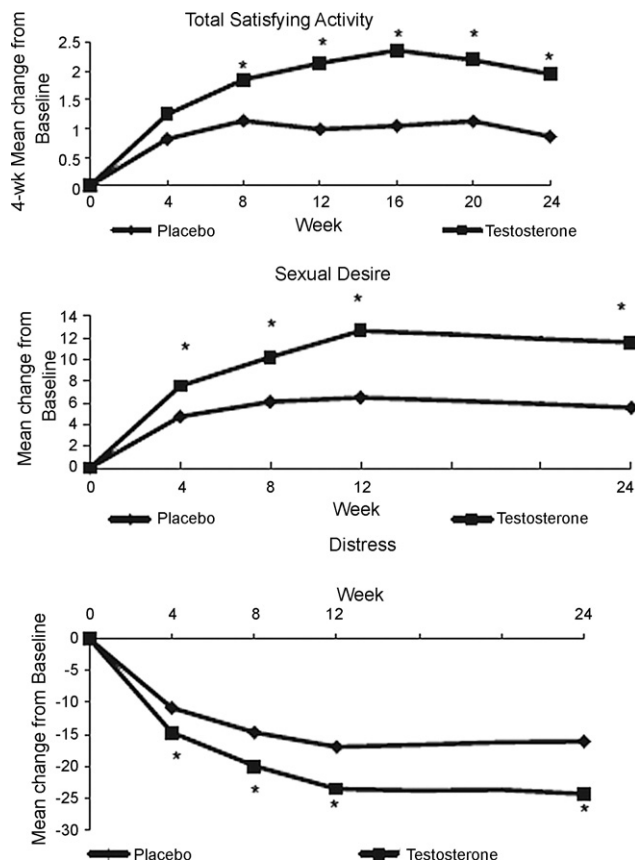 Total Satisfying Activity
4-wk Mean change from
Baseline
2.5
2
1.5
1
0.5
0
* * * * *
0 4 8 12 16 20 24
Week
Placebo Testosterone
Sexual Desire
Mean change from
Baseline
14
12
10
8
6
4
2
0
* * * *
0 4 8 12 24
Week
Placebo Testosterone
Distress
Week
0 4 8 12 24
Mean change from Baseline
0
-5
-10
-15
-20
-25
-30
* * * *
Placebo Testosterone